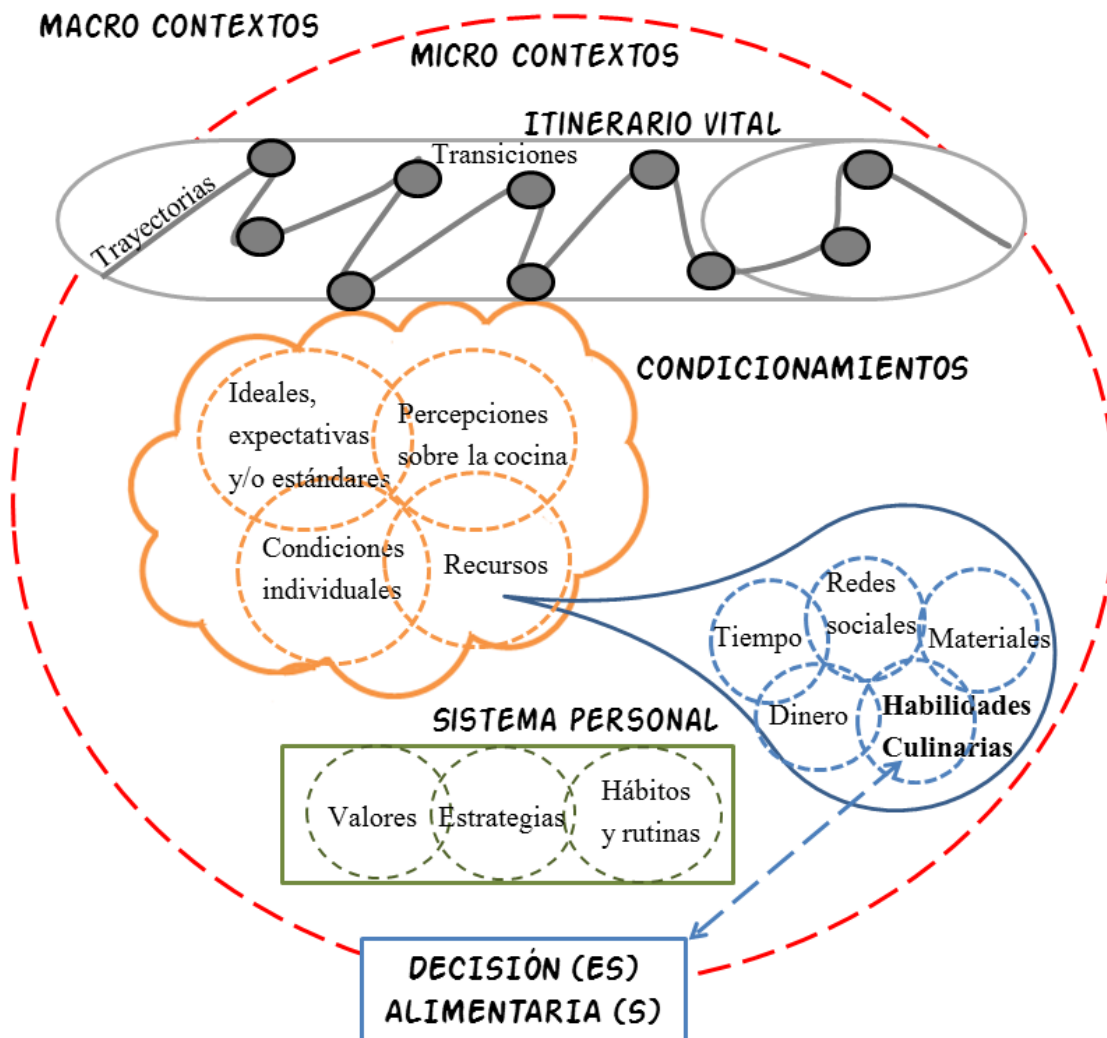 MACRO CONTEXTOS
MICRO CONTEXTOS
ITINERARIO VITAL
Transiciones
Trayectorias
CONDICIONAMIENTOS
Ideales,
expectativas
y/o estándares
Percepciones
sobre la cocina
Condiciones
individuales
Recursos
Redes
sociales
Tiempo
Materiales
Dinero
Habilidades
Culinarias
SISTEMA PERSONAL
Valores
Estrategias
Hábitos
y rutinas
DECISIÓN (ES)
ALIMENTARIA (S)